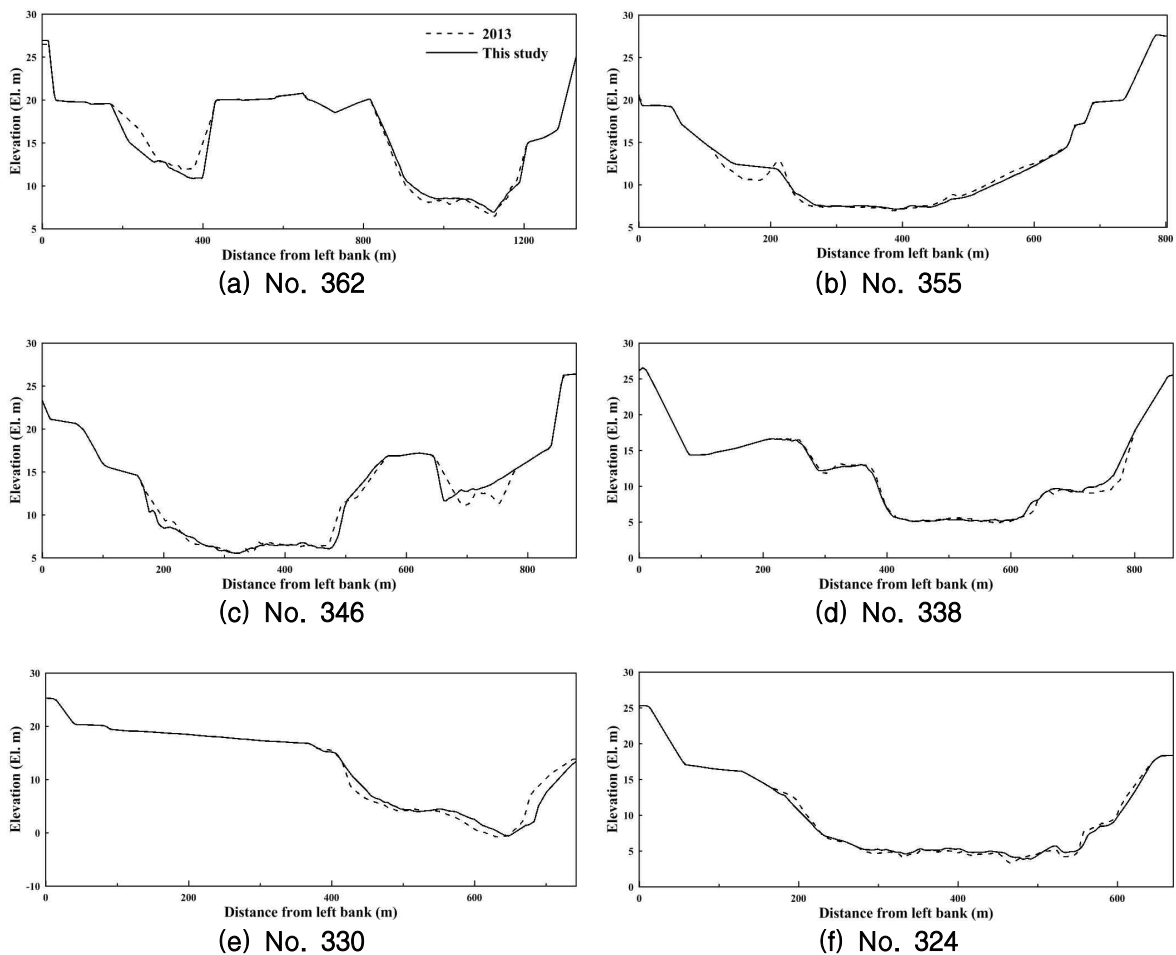 30
25
20
15
10
5
0 400 800 1200
Elevation (El. m)
Distance from left bank (m)
2013
This study
(a) No. 362
30
25
20
15
10
5
0 200 400 600 800
Elevation (El. m)
Distance from left bank (m)
(b) No. 355
30
25
20
15
10
5
0 200 400 600 800
Elevation (El. m)
Distance from left bank (m)
(c) No. 346
30
25
20
15
10
5
0
0 200 400 600 800
Elevation (El. m)
Distance from left bank (m)
(d) No. 338
30
20
10
0
-10
0 200 400 600
Elevation (El. m)
Distance from left bank (m)
(e) No. 330
30
25
20
15
10
5
0
0 200 400 600
Elevation (El. m)
Distance from left bank (m)
(f) No. 324